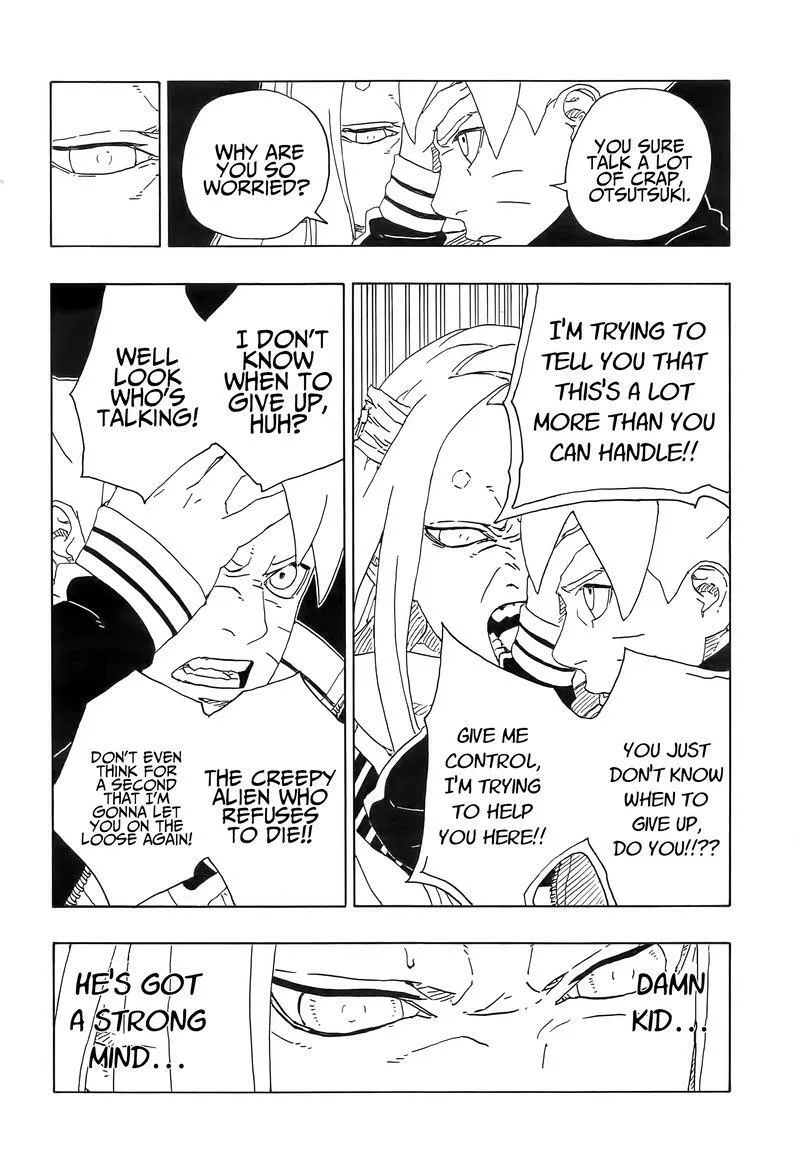 YOU SURE
TALK A LOT
OF CRAP,
OTSUTSUKI.
WHY ARE
YOU SO
WORRIED?
I'M TRYING TO
TELL YOU THAT
THIS'S A LOT
MORE THAN YOU
CAN HANDLE!!
YOU JUST
DON'T KNOW
WHEN TO
GIVE UP,
DO YOU!!??
GIVE ME
CONTROL,
I'M TRYING
TO HELP
YOU HERE!!
I DON'T
KNOW
WHEN TO
GIVE UP,
HUH?
WELL
LOOK
WHO'S
TALKING!
THE CREEPY
ALIEN WHO
REFUSES
TO DIE!!
DON'T EVEN
THINK FOR
A SECOND
THAT I'M
GONNA LET
YOU ON THE
LOOSE AGAIN!
DAMN
KID...
HE'S GOT
A STRONG
MIND...